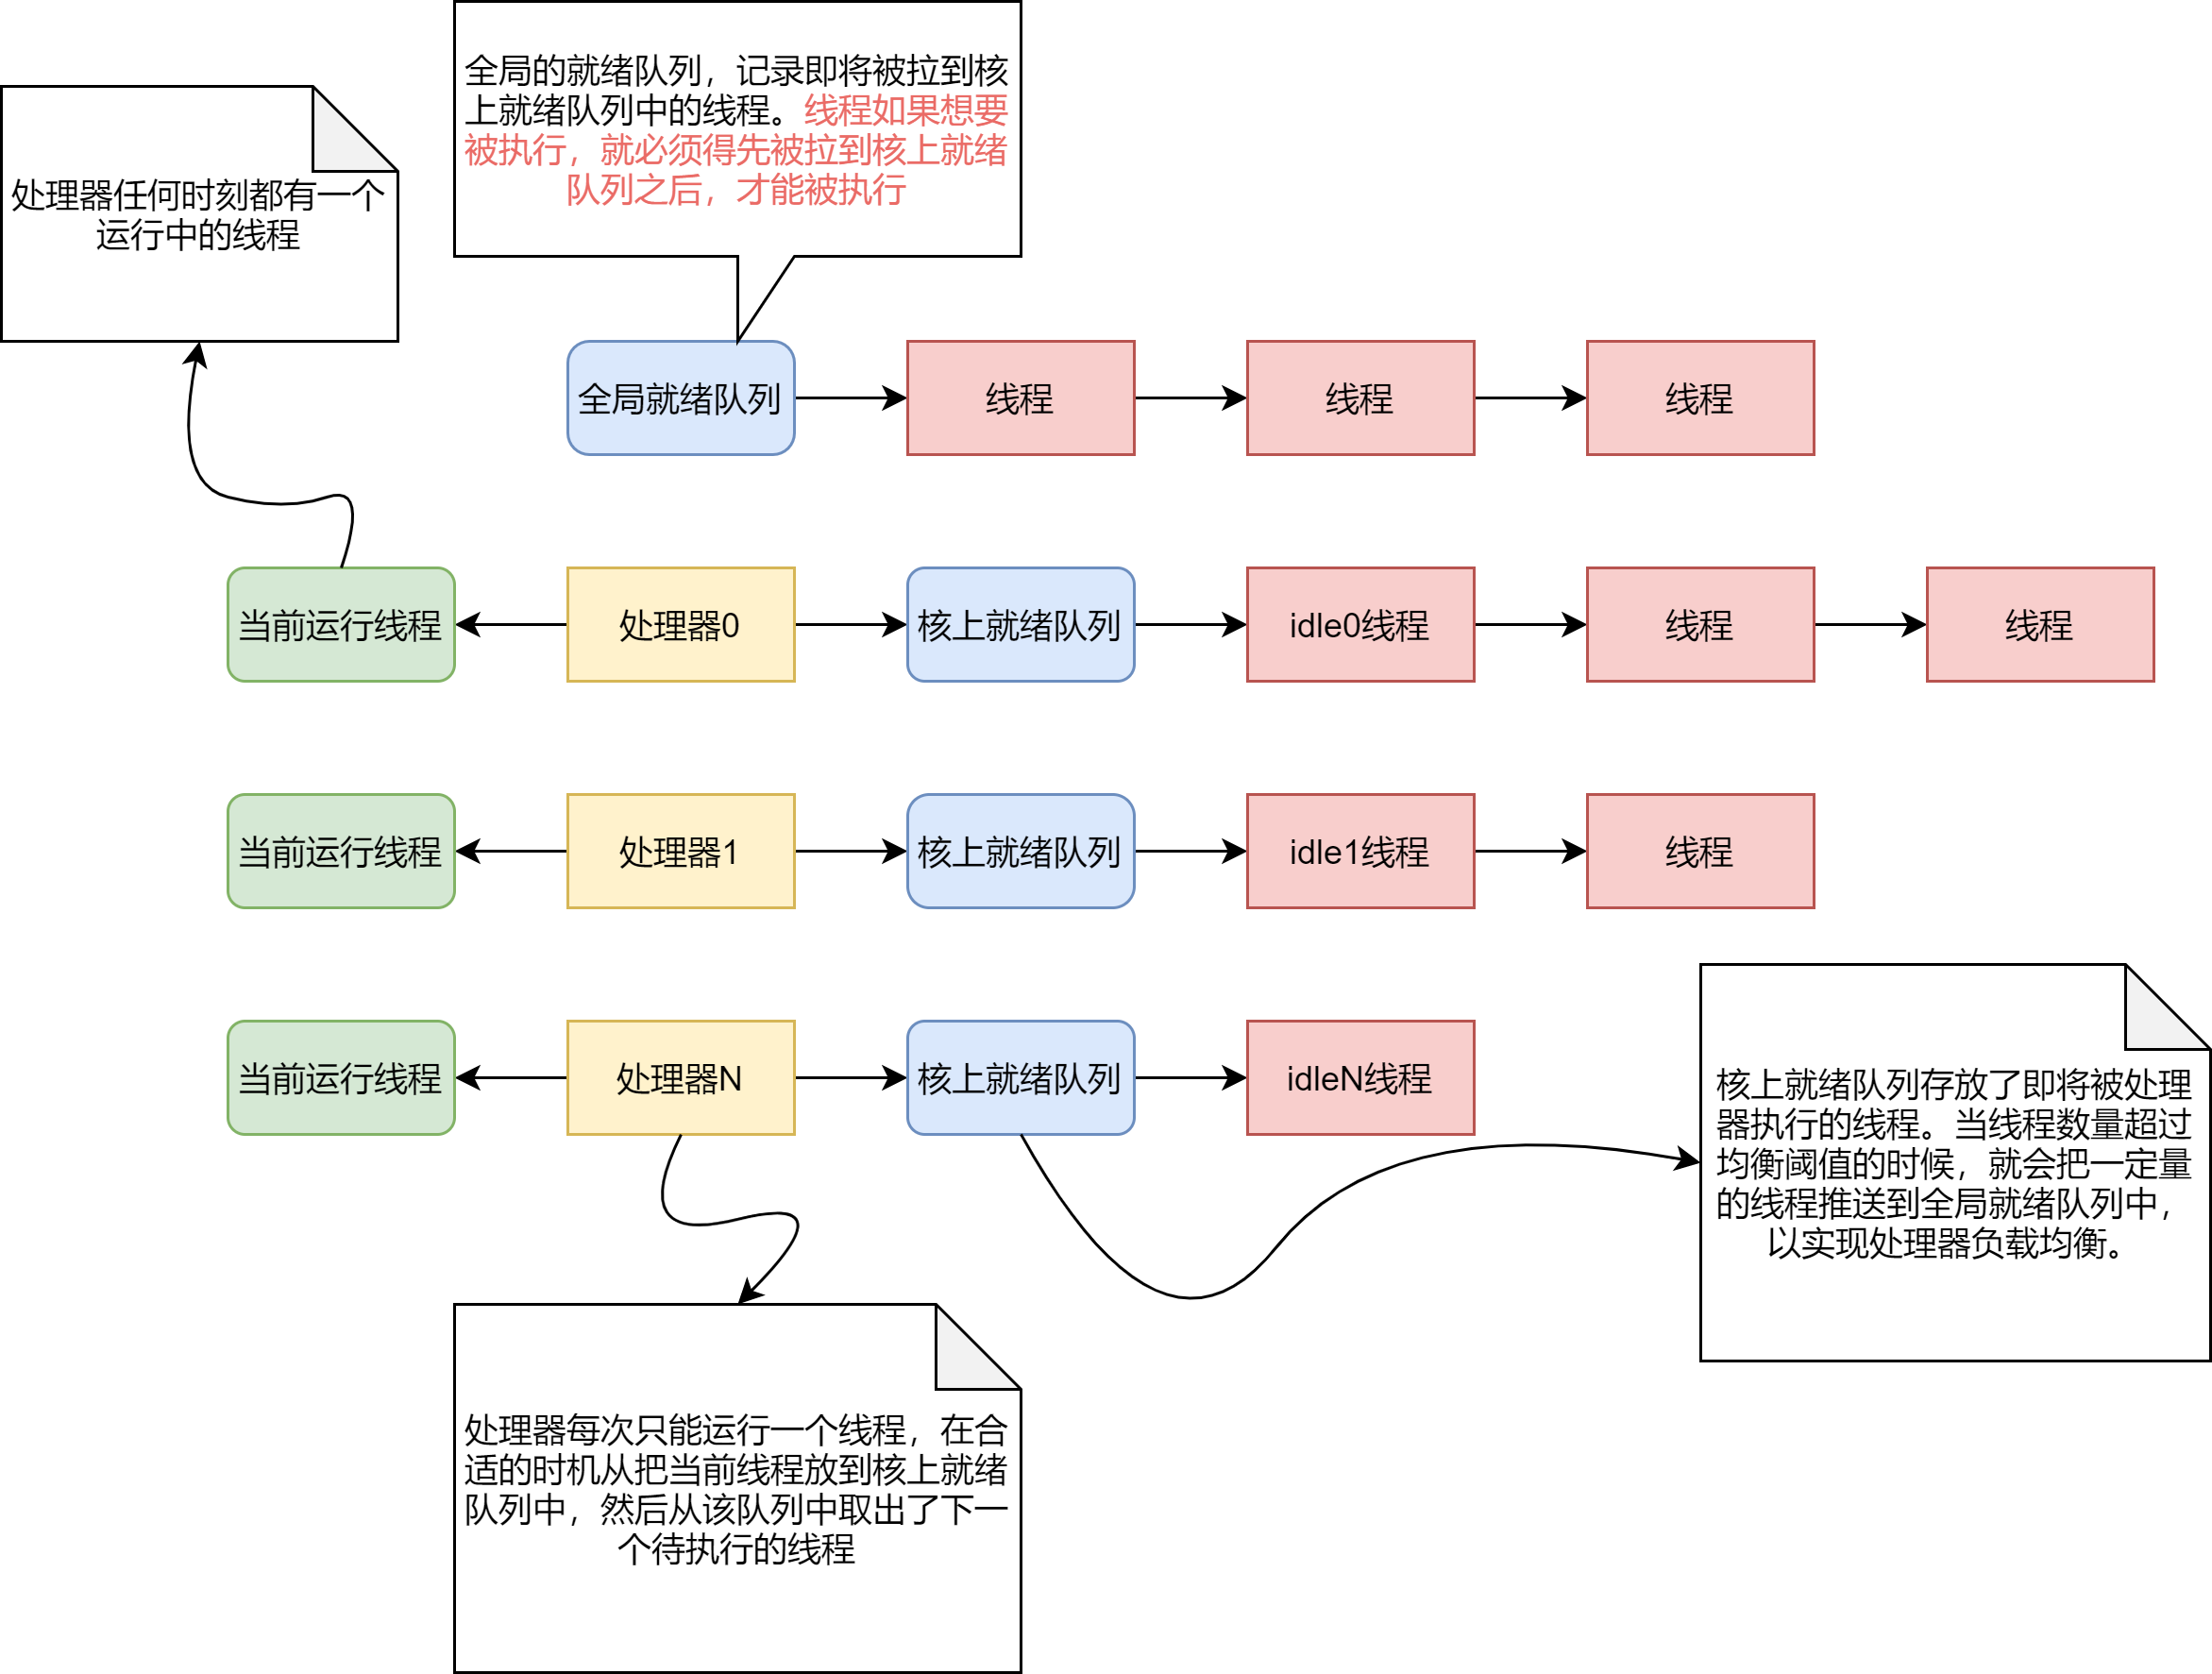 全局的就绪队列，记录即将被拉到核
上就绪队列中的线程。线程如果想要
被执行，就必须得先被拉到核上就绪
队列之后，才能被执行
处理器任何时刻都有一个
运行中的线程
全局就绪队列
线程
线程
线程
当前运行线程
处理器0
核上就绪队列
idle0线程
线程
线程
当前运行线程
处理器1
核上就绪队列
idle1线程
线程
当前运行线程
处理器N
核上就绪队列
idleN线程
核上就绪队列存放了即将被处理
器执行的线程。当线程数量超过
均衡阈值的时候，就会把一定量
的线程推送到全局就绪队列中，
以实现处理器负载均衡。
处理器每次只能运行一个线程，在合
适的时机从把当前线程放到核上就绪
队列中，然后从该队列中取出了下一
个待执行的线程